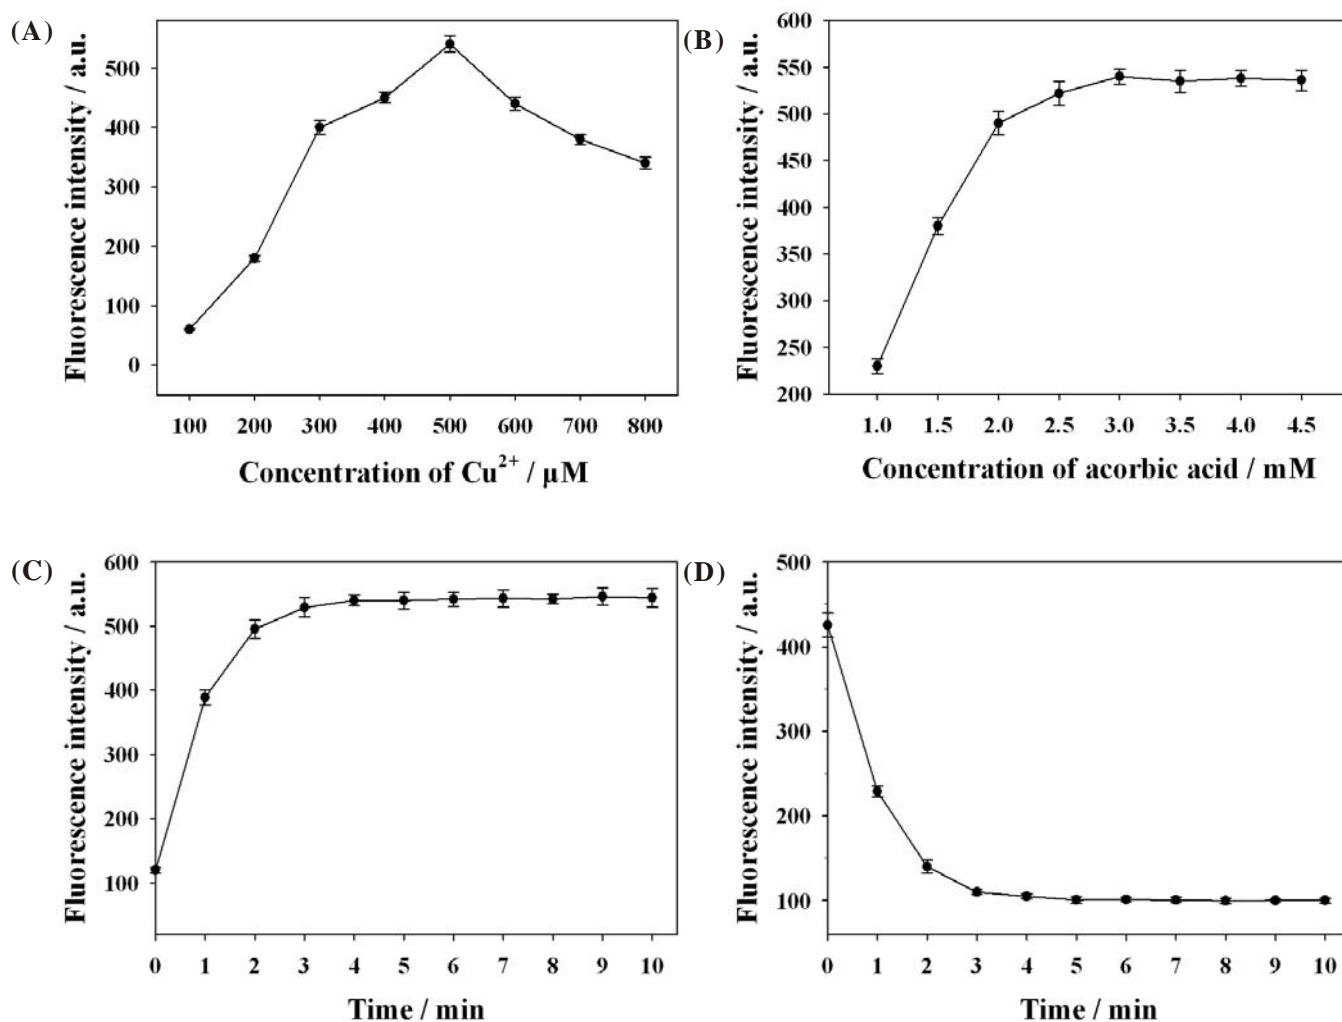 (A)
Fluorescence intensity / a.u.
500
400
300
200
100
0
100 200 300 400 500 600 700 800
Concentration of Cu²⁺ / μM
(B)
Fluorescence intensity / a.u.
600
550
500
450
400
350
300
250
200
1.0 1.5 2.0 2.5 3.0 3.5 4.0 4.5
Concentration of acorbic acid / mM
(C)
Fluorescence intensity / a.u.
600
500
400
300
200
100
0 1 2 3 4 5 6 7 8 9 10
Time / min
(D)
Fluorescence intensity / a.u.
500
400
300
200
100
0 1 2 3 4 5 6 7 8 9 10
Time / min